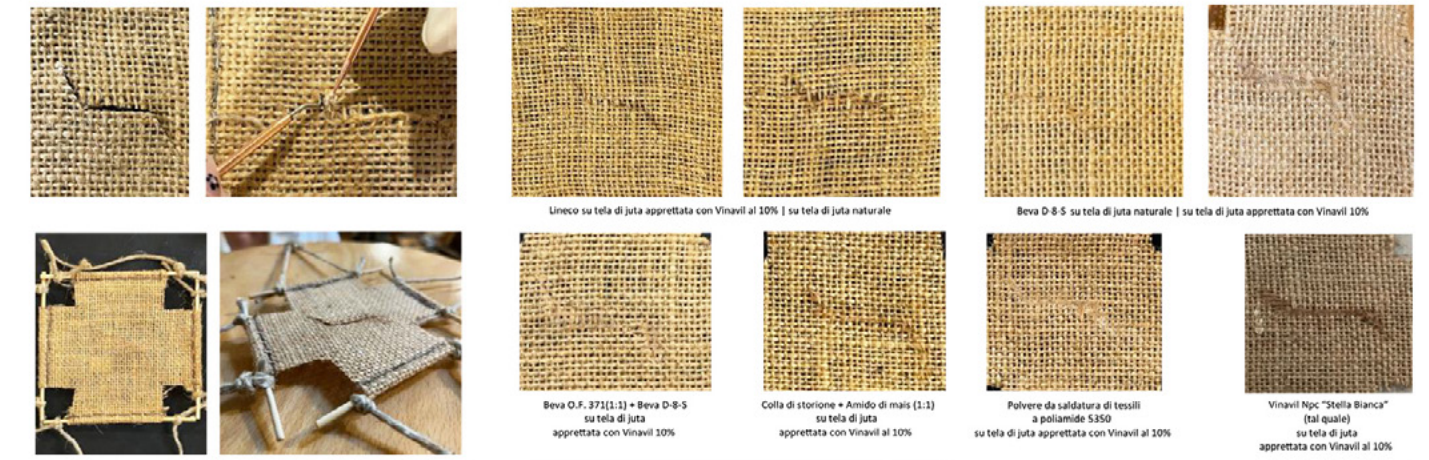 Lineco su tela di juta apprettata con Vinavil al 10% | su tela di juta naturale
Beva D-8-S su tela di juta naturale | su tela di juta apprettata con Vinavil 10%
Beva O.F. 371(1:1) + Beva D-8-S
su tela di juta
apprettata con Vinavil 10%
Colla di storione + Amido di mais (1:1)
su tela di juta
apprettata con Vinavil al 10%
Polvere da saldatura di tessili
a poliamide 5350
su tela di juta apprettata con Vinavil al 10%
Vinavil Npc "Stella Bianca"
(tal quale)
su tela di juta
apprettata con Vinavil al 10%